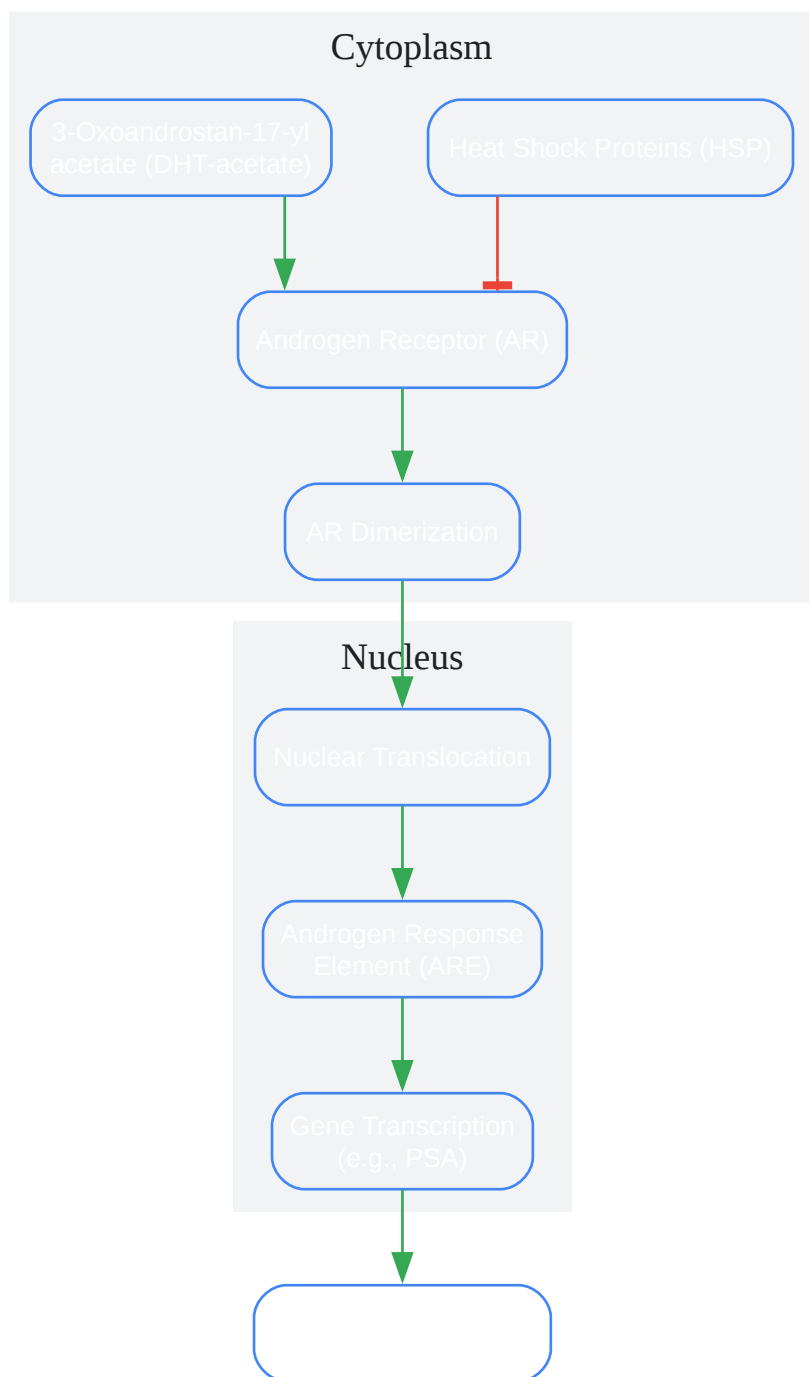 Cytoplasm
3-Oxoandrostan-17-yl
acetate (DHT-acetate)
Heat Shock Proteins (HSP)
Androgen Receptor (AR)
AR Dimerization
Nucleus
Nuclear Translocation
Androgen Response
Element (ARE)
Gene Transcription
(e.g., PSA)